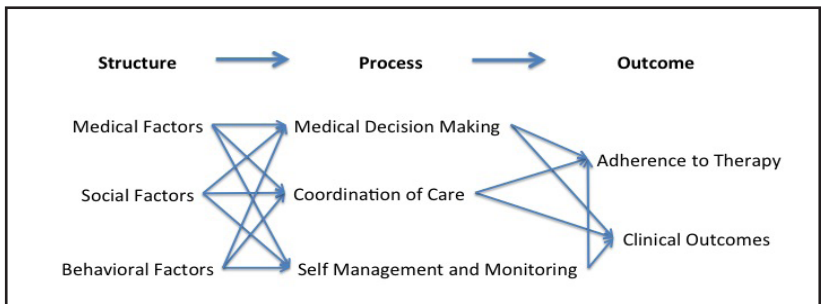 Structure Process Outcome
Medical Factors Medical Decision Making
Adherence to Therapy
Social Factors Coordination of Care
Clinical Outcomes
Behavioral Factors Self Management and Monitoring